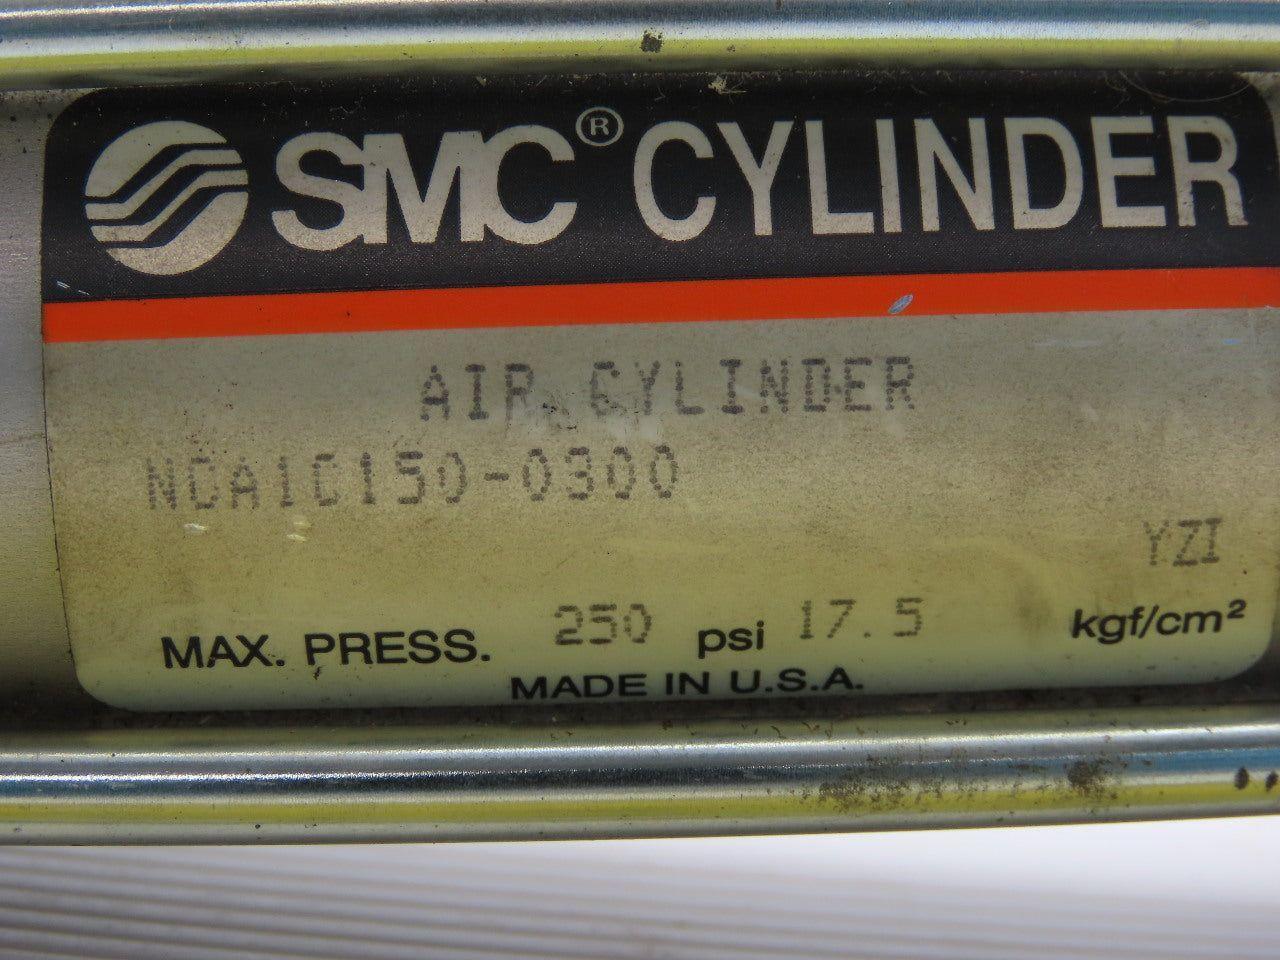 SMC® CYLINDER
AIR CYLINDER
NCA1C150-0300
YZI
MAX. PRESS. 250 psi 17.5 kgf/cm²
MADE IN U.S.A.